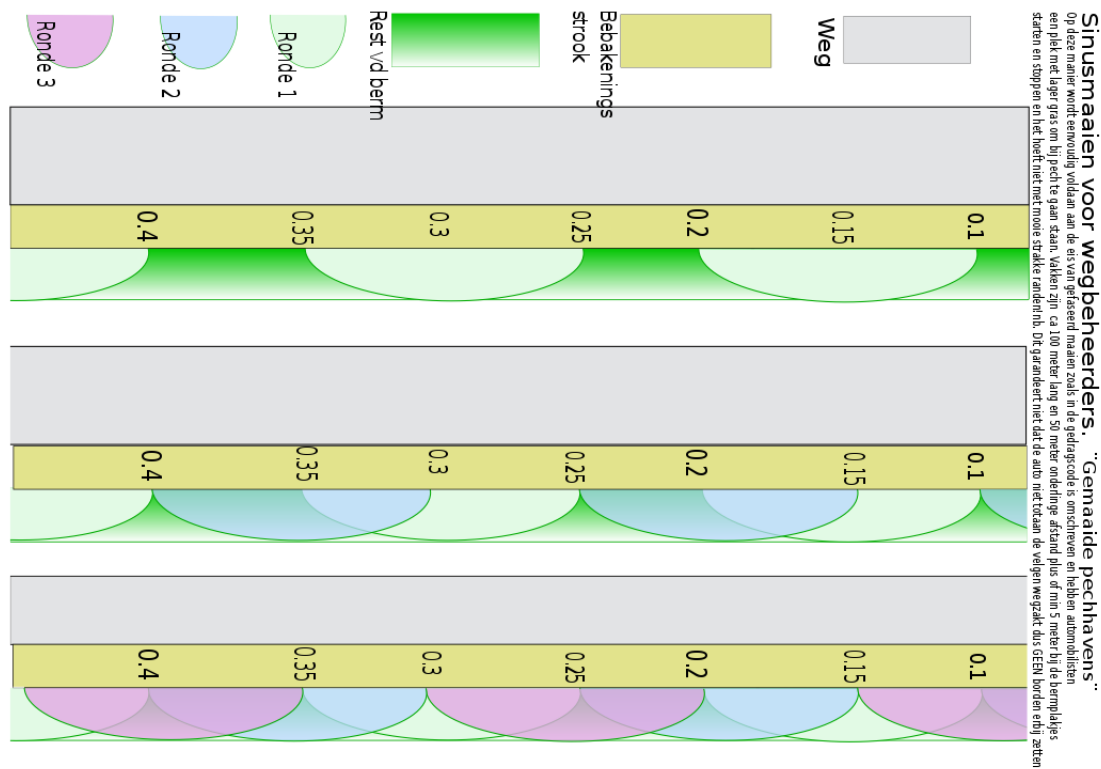 Sinusmaaien voor wegbeheerders. "Gemaaide pechhavens"
Op deze manier wordt eenvoudig voldaan aan de eis van gefaseerd maaien zoals in de gedragscode is omschreven en hebben automobilisten
een plek met lager gras om bij pech te gaan staan. Vakken zijn ca 100 meter lang en 50 meter onderlinge afstand plus of min 5 meter bij de bermplakjes
starten en stoppen en het hoeft niet met mooie strakke randen!nb. Dit garandeert niet dat de auto niet totaan de velgen wegzakt dus GEEN borden erbij zetten
Weg
Bebakenings
strook
Rest vd berm
Ronde 1
Ronde 2
Ronde 3
0.4
0.35
0.3
0.25
0.2
0.15
0.1
0.4
0.35
0.3
0.25
0.2
0.15
0.1
0.4
0.35
0.3
0.25
0.2
0.15
0.1